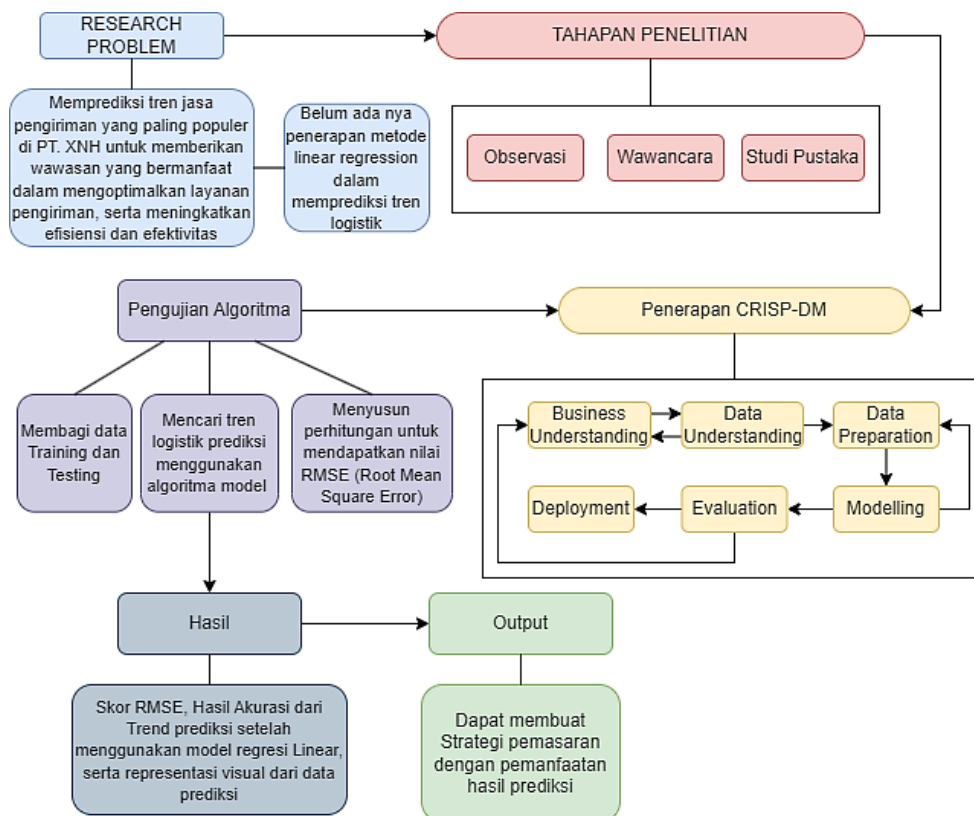 RESEARCH
PROBLEM
TAHAPAN PENELITIAN
Memprediksi tren jasa
pengiriman yang paling populer
di PT. XNH untuk memberikan
wawasan yang bermanfaat
dalam mengoptimalkan layanan
pengiriman, serta meningkatkan
efisiensi dan efektivitas
Belum ada nya
penerapan metode
linear regression
dalam
memprediksi tren
logistik
Observasi
Wawancara
Studi Pustaka
Pengujian Algoritma
Penerapan CRISP-DM
Membagi data
Training dan
Testing
Mencari tren
logistik prediksi
menggunakan
algoritma model
Menyusun
perhitungan untuk
mendapatkan nilai
RMSE (Root Mean
Square Error)
Business
Understanding
Data
Understanding
Data
Preparation
Deployment
Evaluation
Modelling
Hasil
Output
Skor RMSE, Hasil Akurasi dari
Trend prediksi setelah
menggunakan model regresi Linear,
serta representasi visual dari data
prediksi
Dapat membuat
Strategi pemasaran
dengan pemanfaatan
hasil prediksi